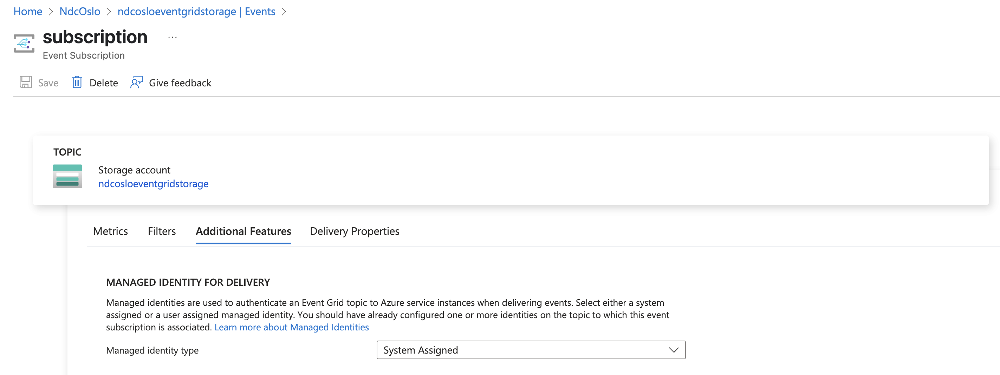 Home > NdcOslo > ndcosloeventgridstorage | Events >
subscription ...
Event Subscription
Save Delete Give feedback
TOPIC
Storage account
ndcosloeventgridstorage
Metrics Filters Additional Features Delivery Properties
MANAGED IDENTITY FOR DELIVERY
Managed identities are used to authenticate an Event Grid topic to Azure service instances when delivering events. Select either a system
assigned or a user assigned managed identity. You should have already configured one or more identities on the topic to which this event
subscription is associated. Learn more about Managed Identities
Managed identity type System Assigned